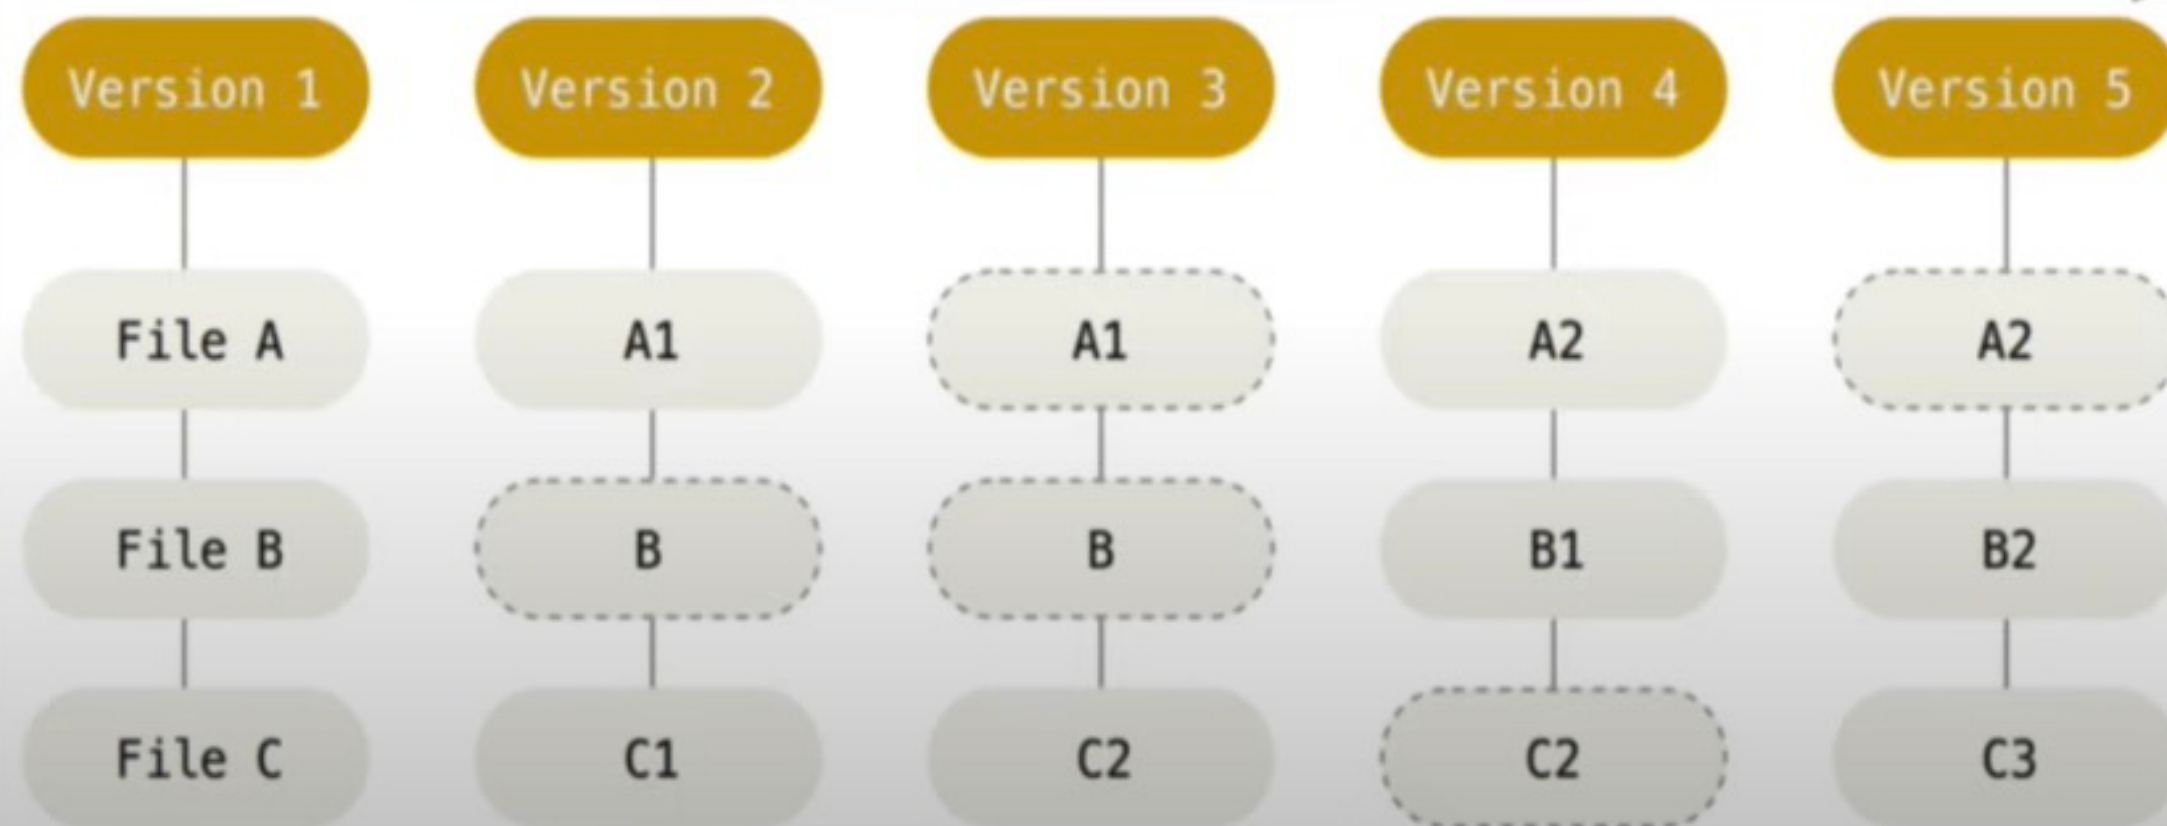 Version 1
Version 2
Version 3
Version 4
Version 5
File A
A1
A1
A2
A2
File B
B
B
B1
B2
File C
C1
C2
C2
C3